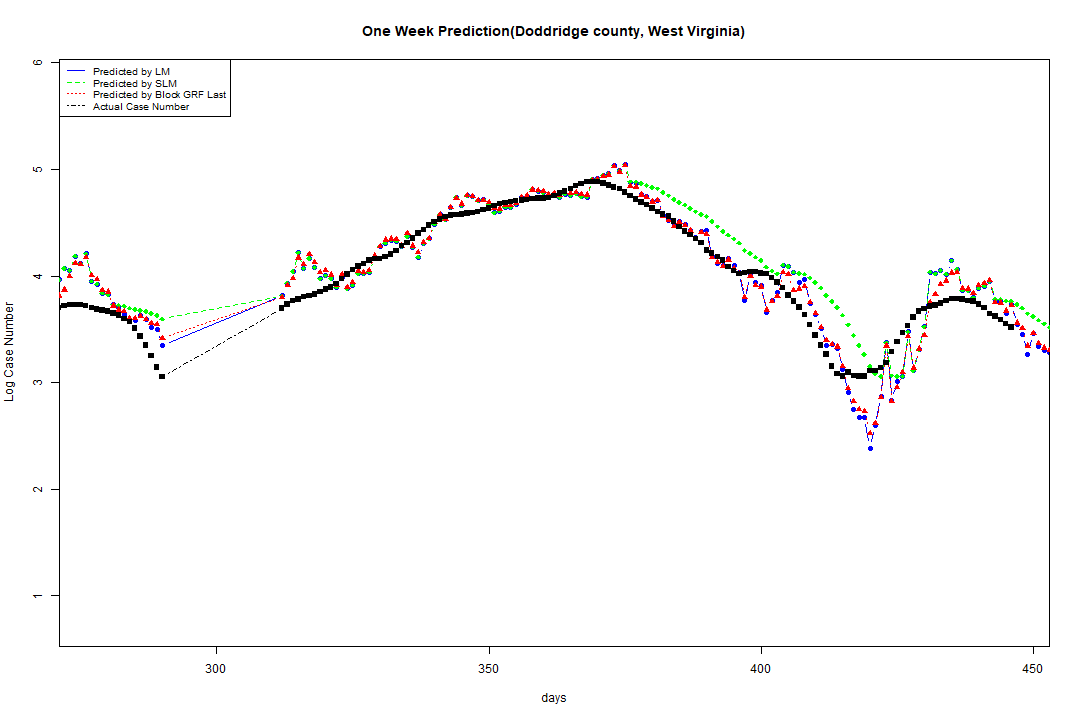 One Week Prediction(Doddridge county, West Virginia)
Predicted by LM
Predicted by SLM
Predicted by Block GRF Last
Actual Case Number
Log Case Number
6
5
4
3
2
1
300 350 400 450
days